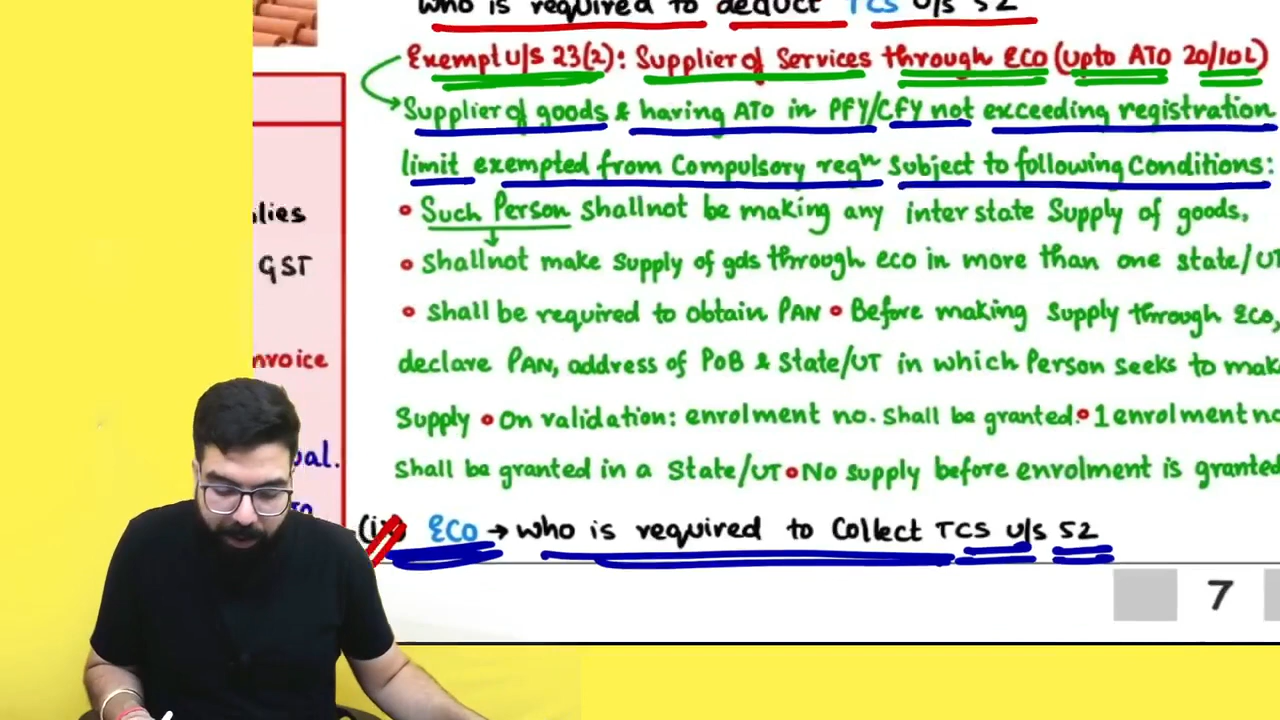 who is required to deduct TCS u/s 52
Exempt u/s 23(2): Supplier of Services through ECO (upto ATO 20/10L)
Supplier of goods & having ATO in PFY/CFY not exceeding registration
limit exempted from Compulsory regn Subject to following Conditions:
• Such Person Shall not be making any inter state Supply of goods.
• Shall not make supply of gds through eco in more than one state/UT
• Shall be required to obtain PAN • Before making Supply through Eco,
declare PAN, address of PoB & State/UT in which Person seeks to mak
Supply • On validation: enrolment no. Shall be granted. • 1 enrolment no
Shall be granted in a State/UT • No supply before enrolment is granted
ECO → who is required to Collect TCS U/s 52
GST
7